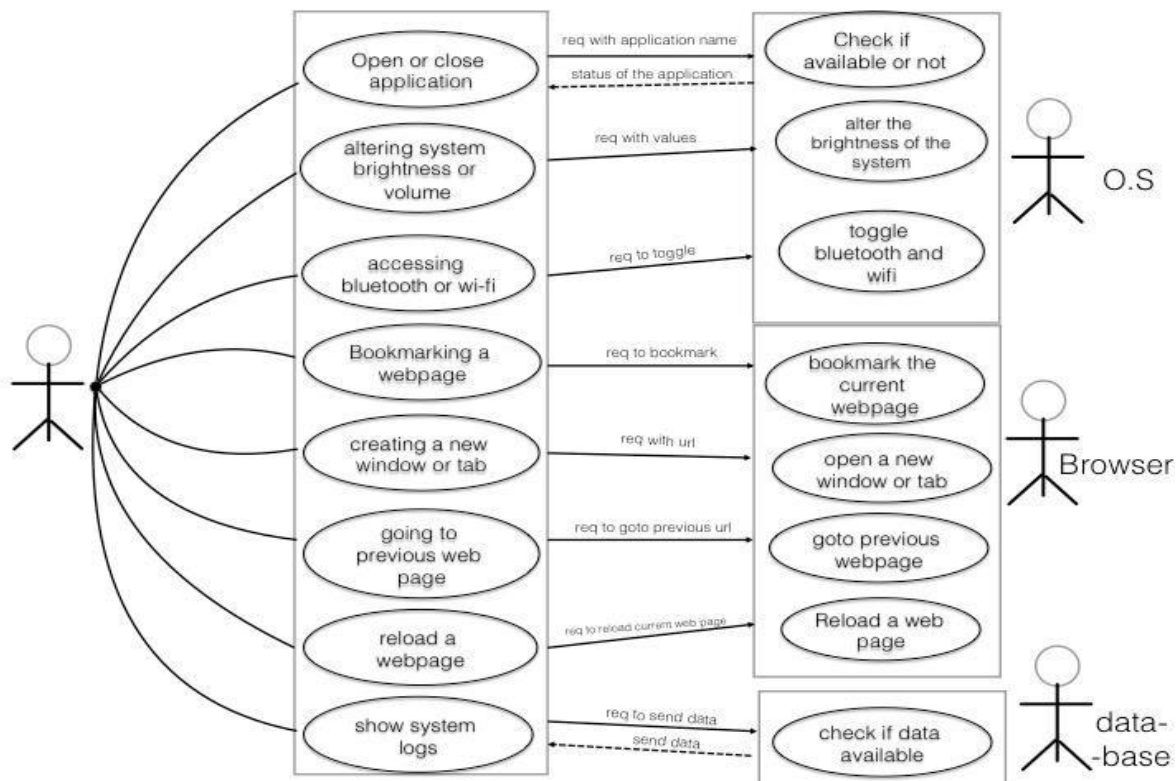 Open or close
application
req with application name
status of the application
Check if
available or not
altering system
brightness or
volume
req with values
alter the
brightness of the
system
O.S
accessing
bluetooth or wi-fi
req to toggle
toggle
bluetooth and
wifi
Bookmarking a
webpage
req to bookmark
bookmark the
current
webpage
creating a new
window or tab
req with url
open a new
window or tab
Browser
going to
previous web
page
req to goto previous url
goto previous
webpage
reload a
webpage
req to reload current web page
Reload a web
page
show system
logs
req to send data
send data
check if data
available
data-
-base